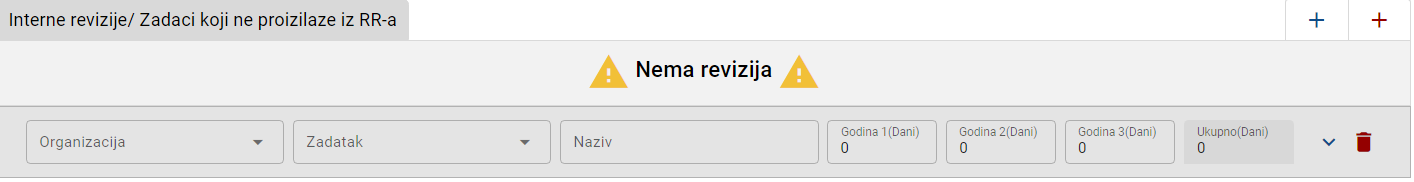 Interne revizije/ Zadaci koji ne proizilaze iz RR-a
Nema revizija
Organizacija
Zadatak
Naziv
Godina 1(Dani)
0
Godina 2(Dani)
0
Godina 3(Dani)
0
Ukupno(Dani)
0